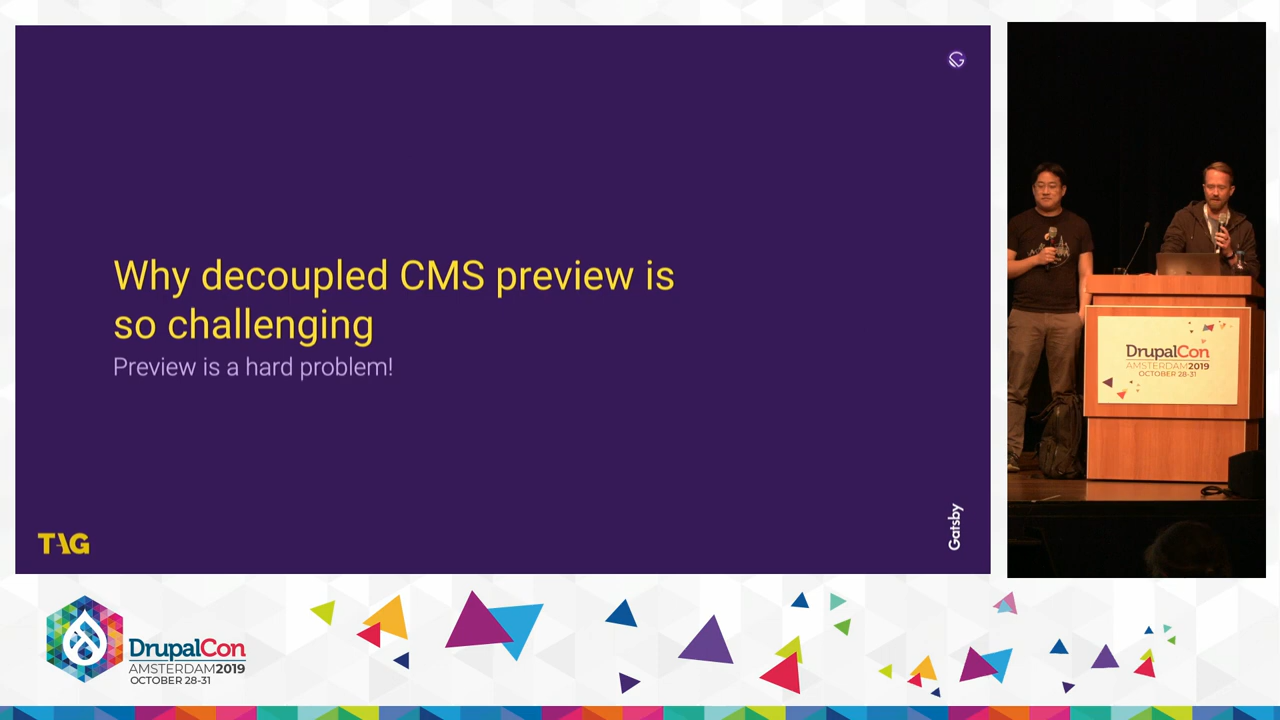 Why decoupled CMS preview is
so challenging
Preview is a hard problem!
TAG
Gatsby
DrupalCon
AMSTERDAM2019
OCTOBER 28-31
DrupalCon
AMSTERDAM2019
OCTOBER 28-31